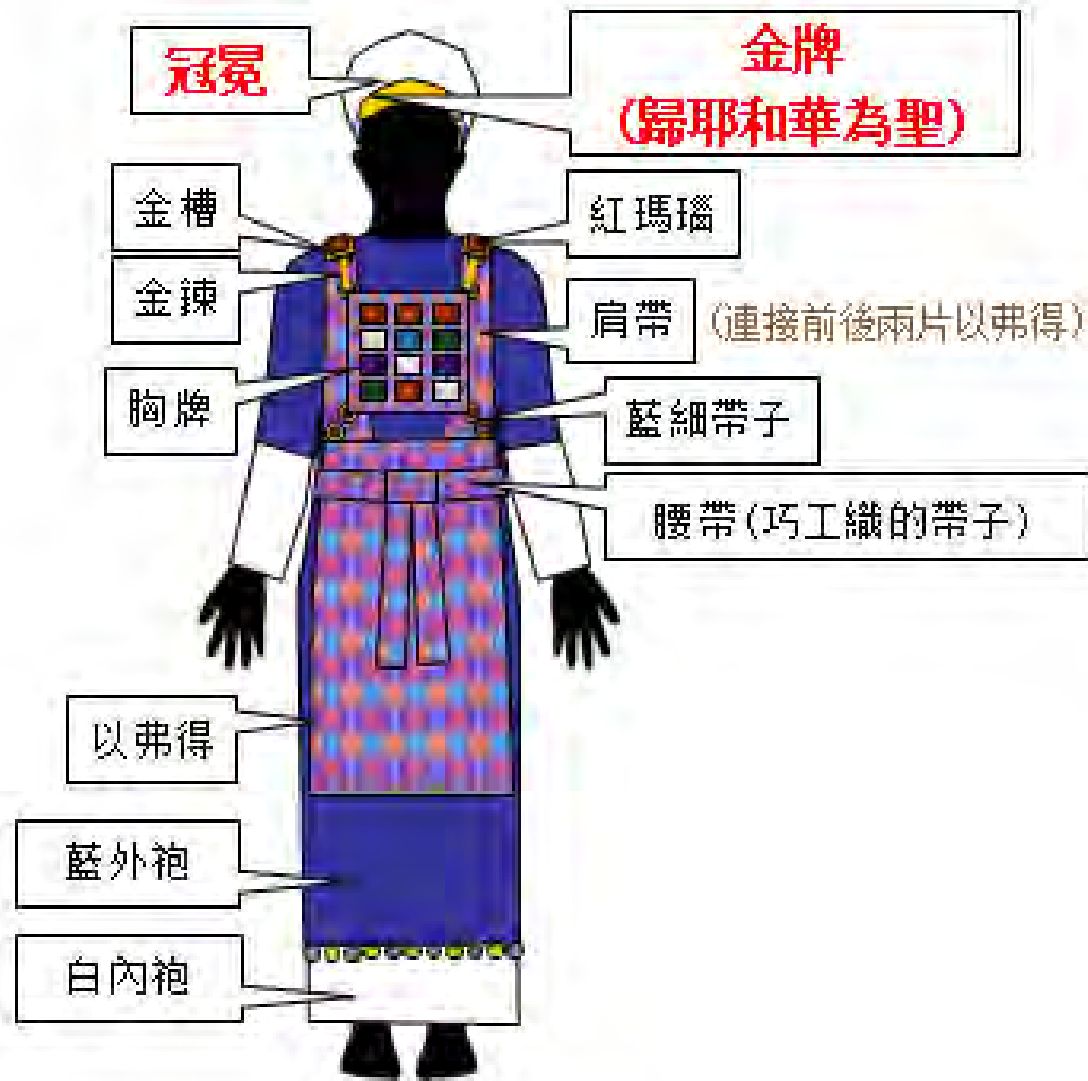 冠冕
金牌
(歸耶和華為聖)
金槽
紅瑪瑙
金鍊
肩帶 (連接前後兩片以弗得)
胸牌
藍細帶子
腰帶(巧工織的帶子)
以弗得
藍外袍
白內袍